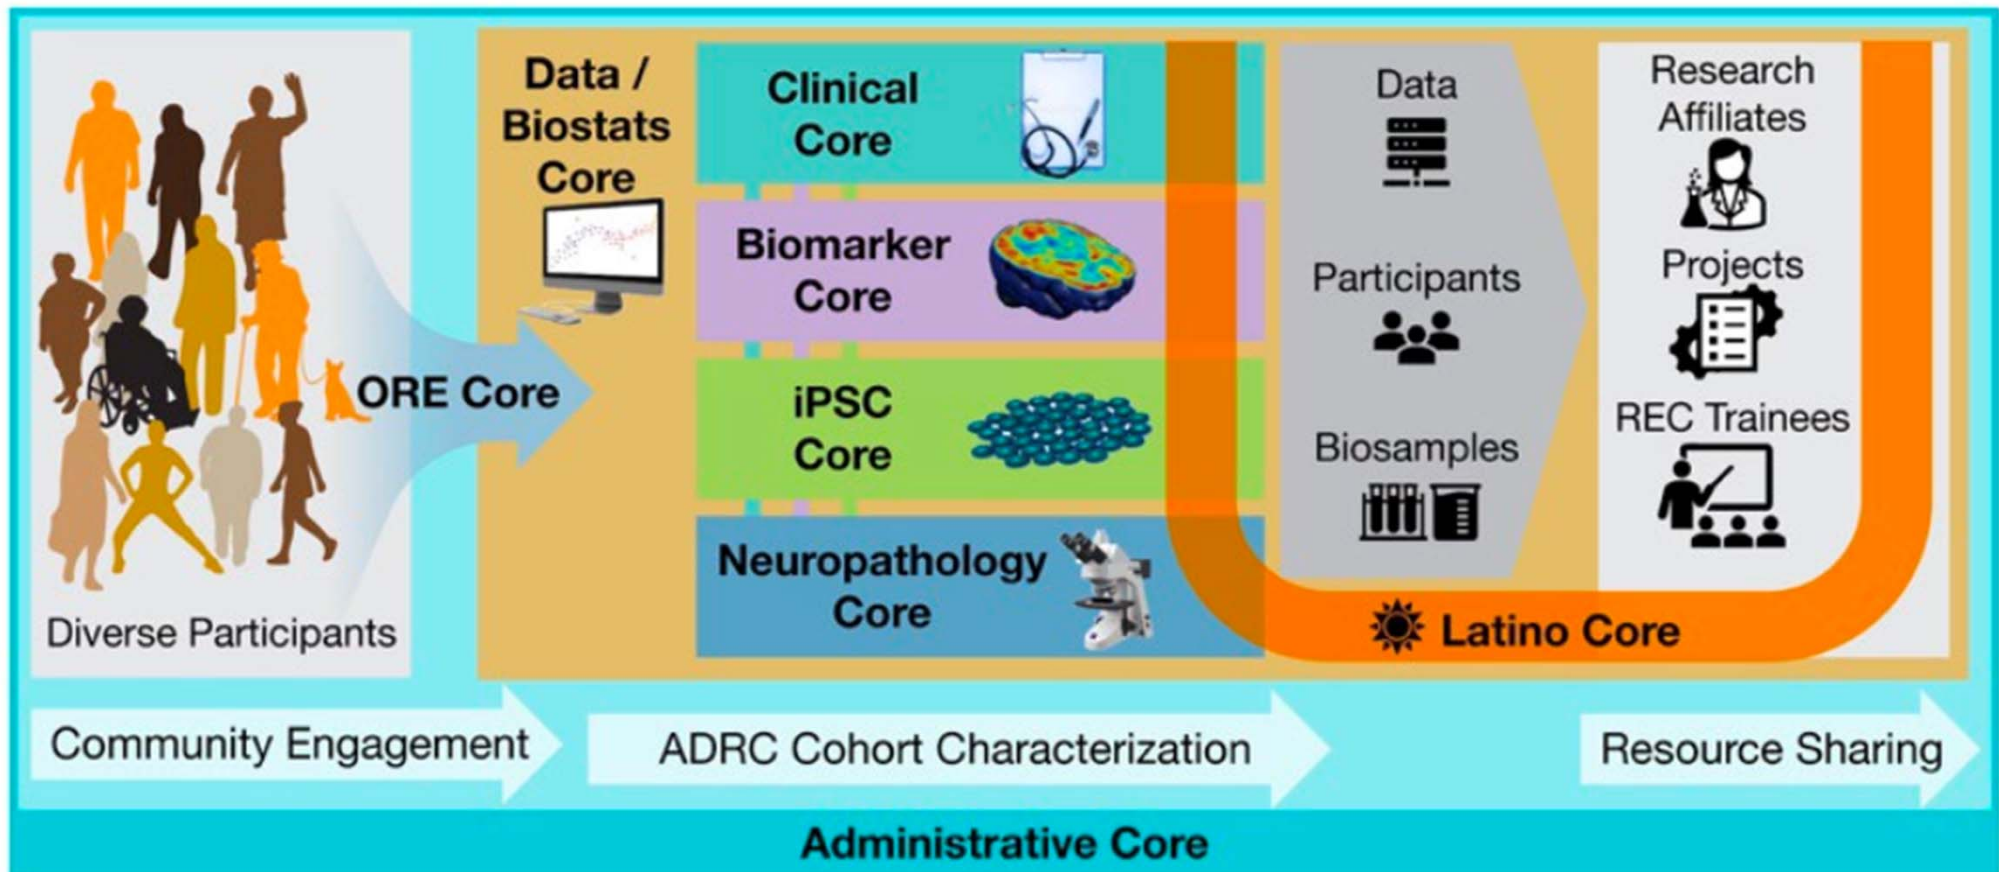 Diverse Participants
ORE Core
Data /
Biostats
Core
Clinical
Core
Biomarker
Core
iPSC
Core
Neuropathology
Core
Data
Participants
Biosamples
Research
Affiliates
Projects
REC Trainees
Latino Core
Community Engagement
ADRC Cohort Characterization
Resource Sharing
Administrative Core